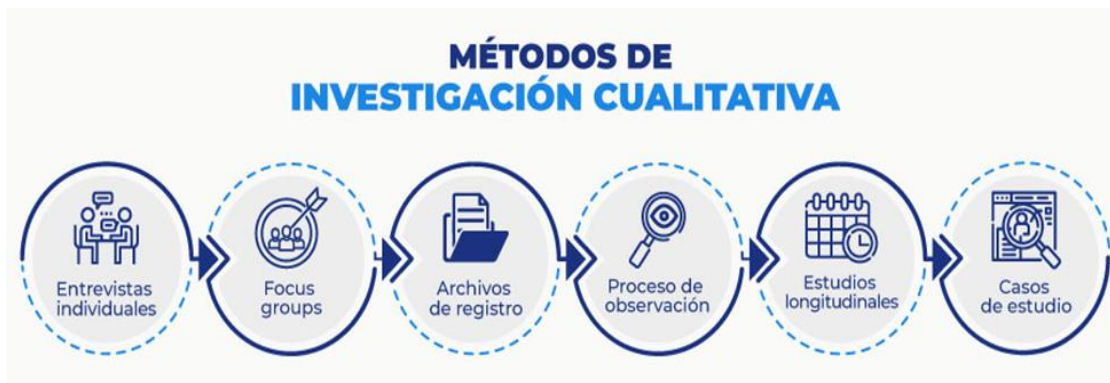 MÉTODOS DE
INVESTIGACIÓN CUALITATIVA
Entrevistas
individuales
Focus
groups
Archivos
de registro
Proceso de
observación
Estudios
longitudinales
Casos
de estudio